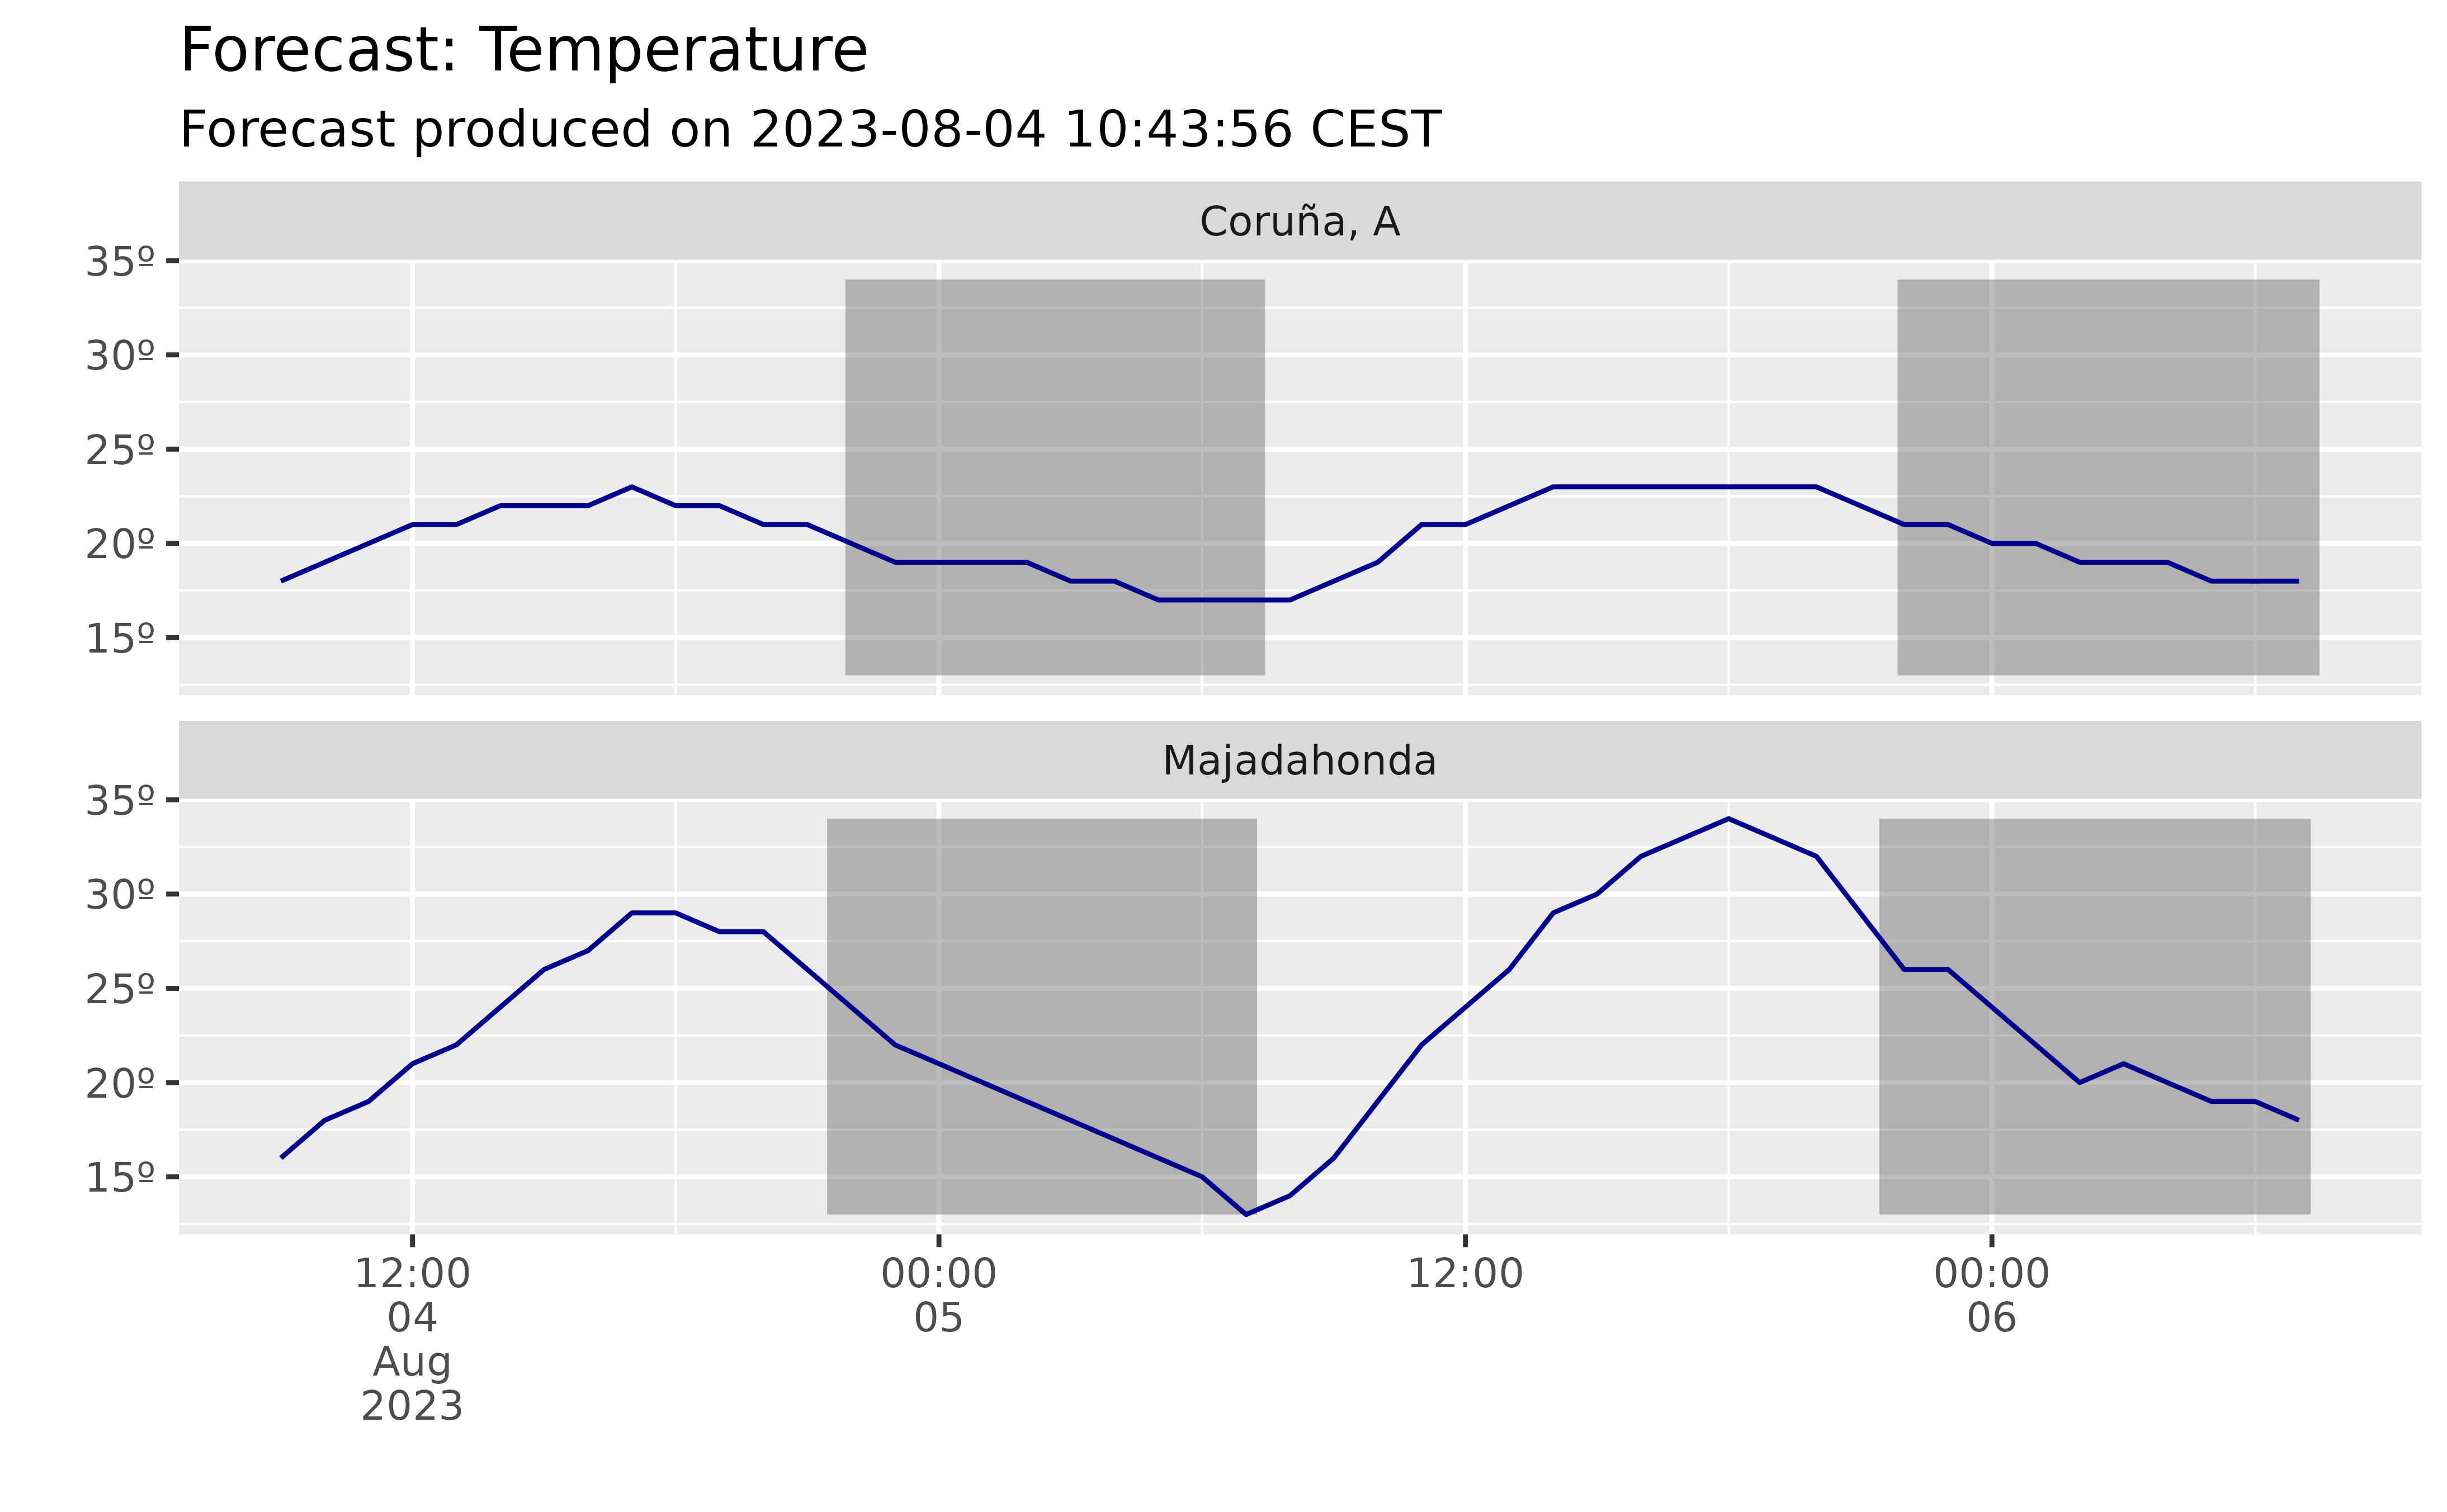 Forecast: Temperature
Forecast produced on 2023-08-04 10:43:56 CEST
Coruña, A
35º
30º
25º
20º
15º
Majadahonda
35º
30º
25º
20º
15º
12:00 00:00 12:00 00:00
04 05 06
Aug
2023